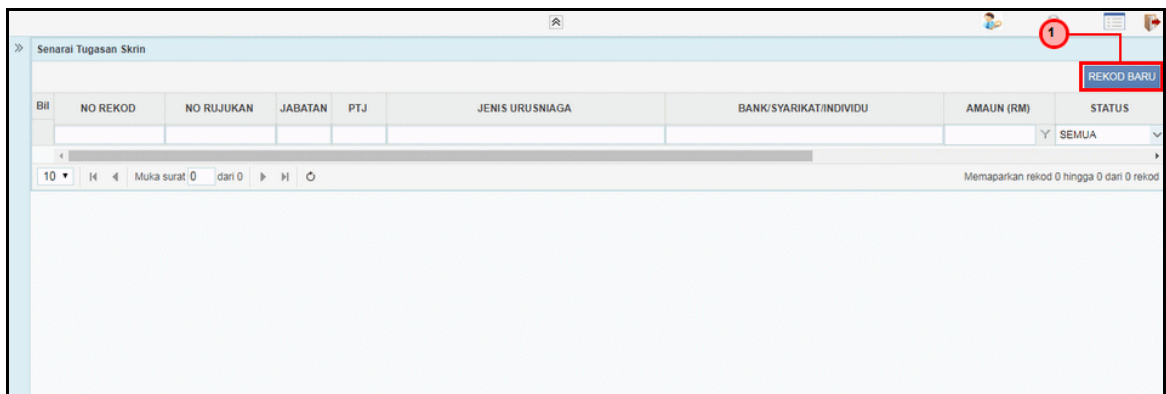 1
Senarai Tugasan Skrin
REKOD BARU
Bil NO REKOD NO RUJUKAN JABATAN PTJ JENIS URUSNIAGA BANK/SYARIKAT/INDIVIDU AMAUN (RM) STATUS
SEMUA
10 Muka surat 0 dari 0 Memaparkan rekod 0 hingga 0 dari 0 rekod